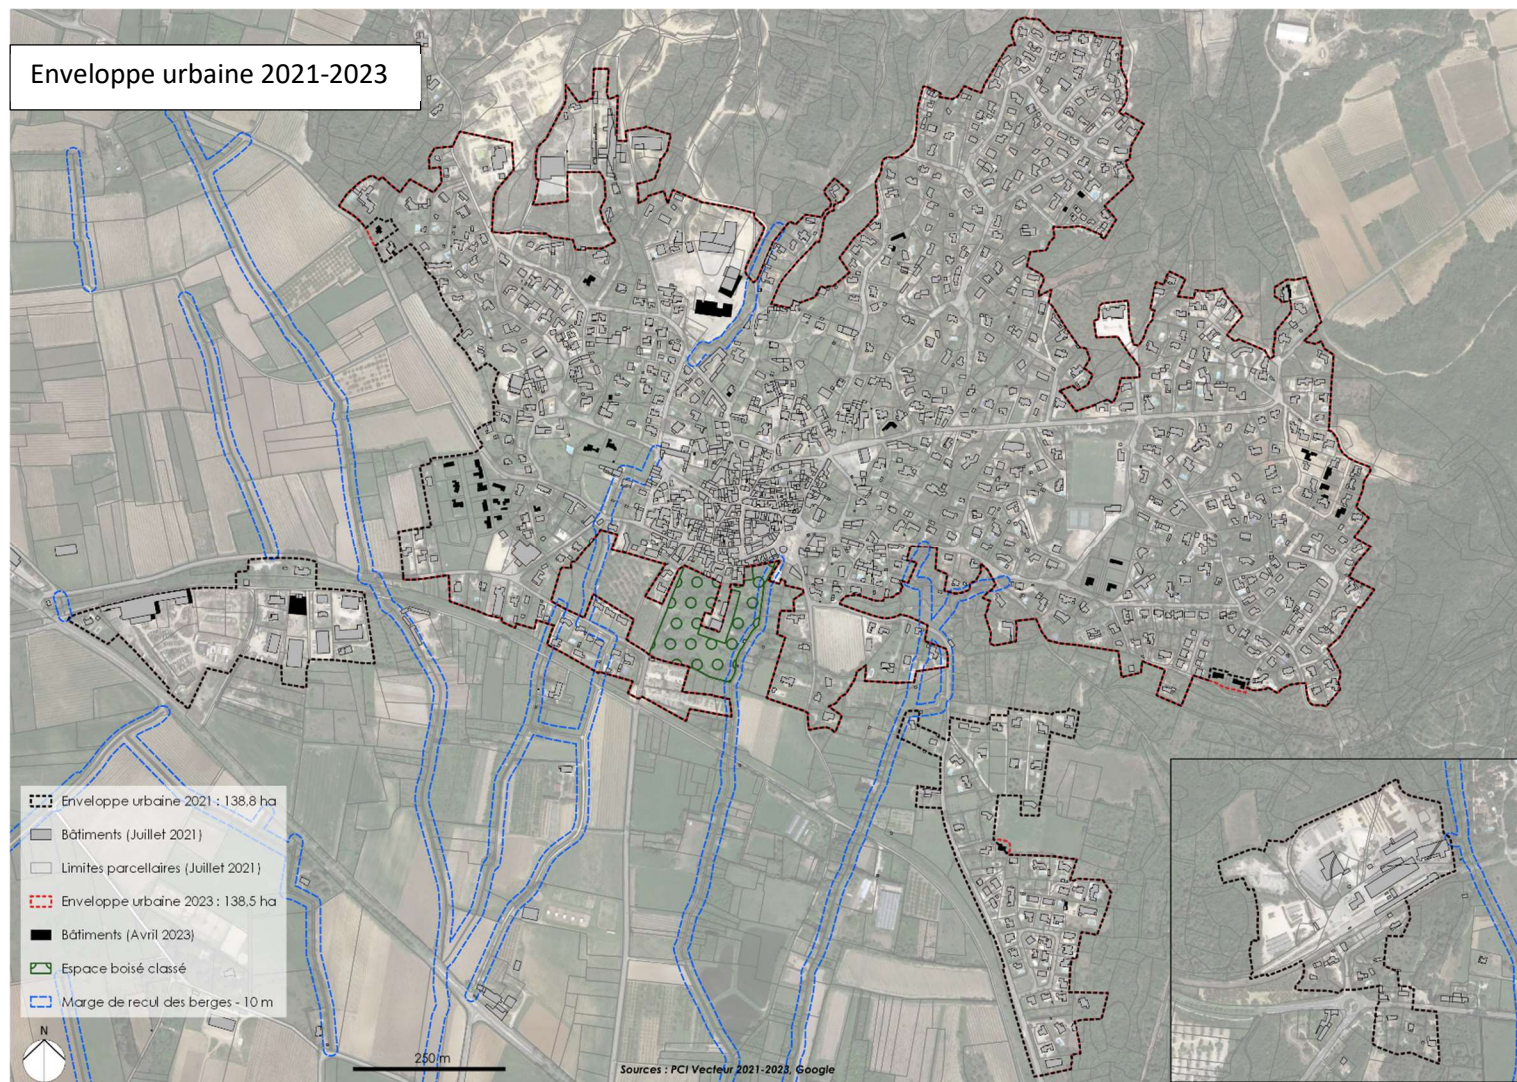 Enveloppe urbaine 2021-2023
Enveloppe urbaine 2021 : 138,8 ha
Bâtiments (Juillet 2021)
Limites parcellaires (Juillet 2021)
Enveloppe urbaine 2023 : 138,5 ha
Bâtiments (Avril 2023)
Espace boisé classé
Marge de recul des berges - 10 m
N
250 m
Sources : PCI Vecteur 2021-2023, Google